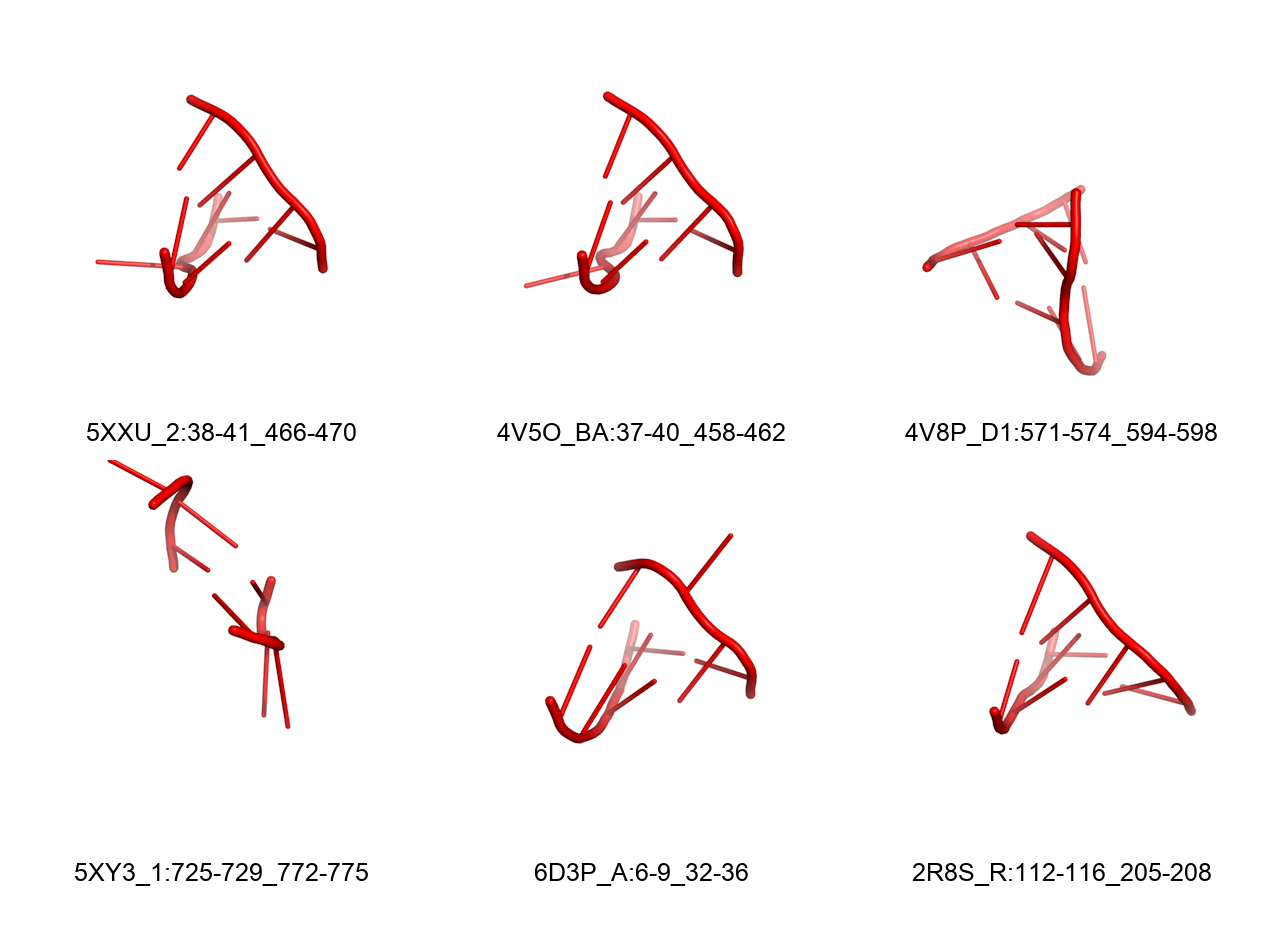 5XXU_2:38-41_466-470
4V5O_BA:37-40_458-462
4V8P_D1:571-574_594-598
5XY3_1:725-729_772-775
6D3P_A:6-9_32-36
2R8S_R:112-116_205-208